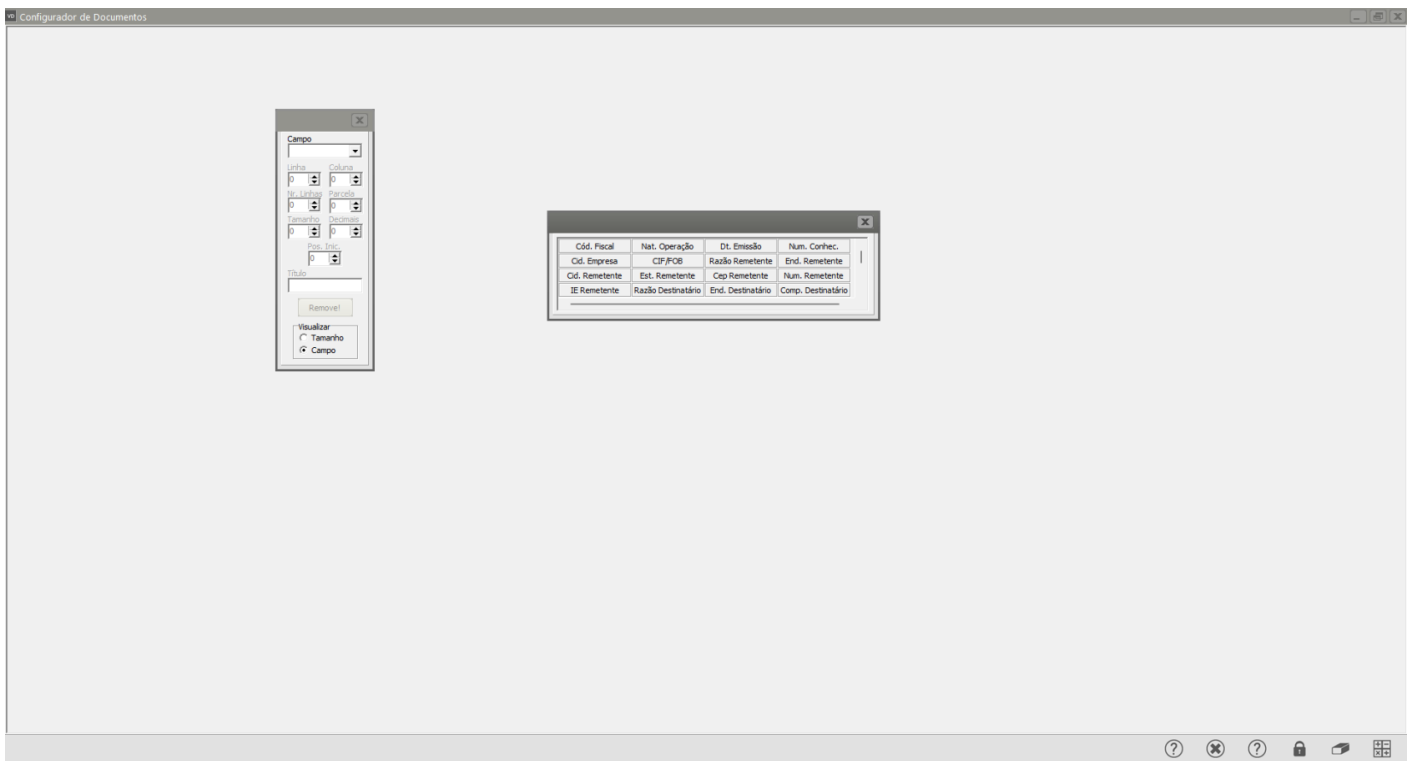 VB Configurador de Documentos
Campo
Linha Coluna
0 0
Nr. Linhas Parcela
0 0
Tamanho Decimais
0 0
Pos. Inic.
0
Título
Remove!
Visualizar
Tamanho
Campo
Cód. Fiscal Nat. Operação Dt. Emissão Num. Conhec.
Cid. Empresa CIF/FOB Razão Remetente End. Remetente
Cid. Remetente Est. Remetente Cep Remetente Num. Remetente
IE Remetente Razão Destinatário End. Destinatário Comp. Destinatário